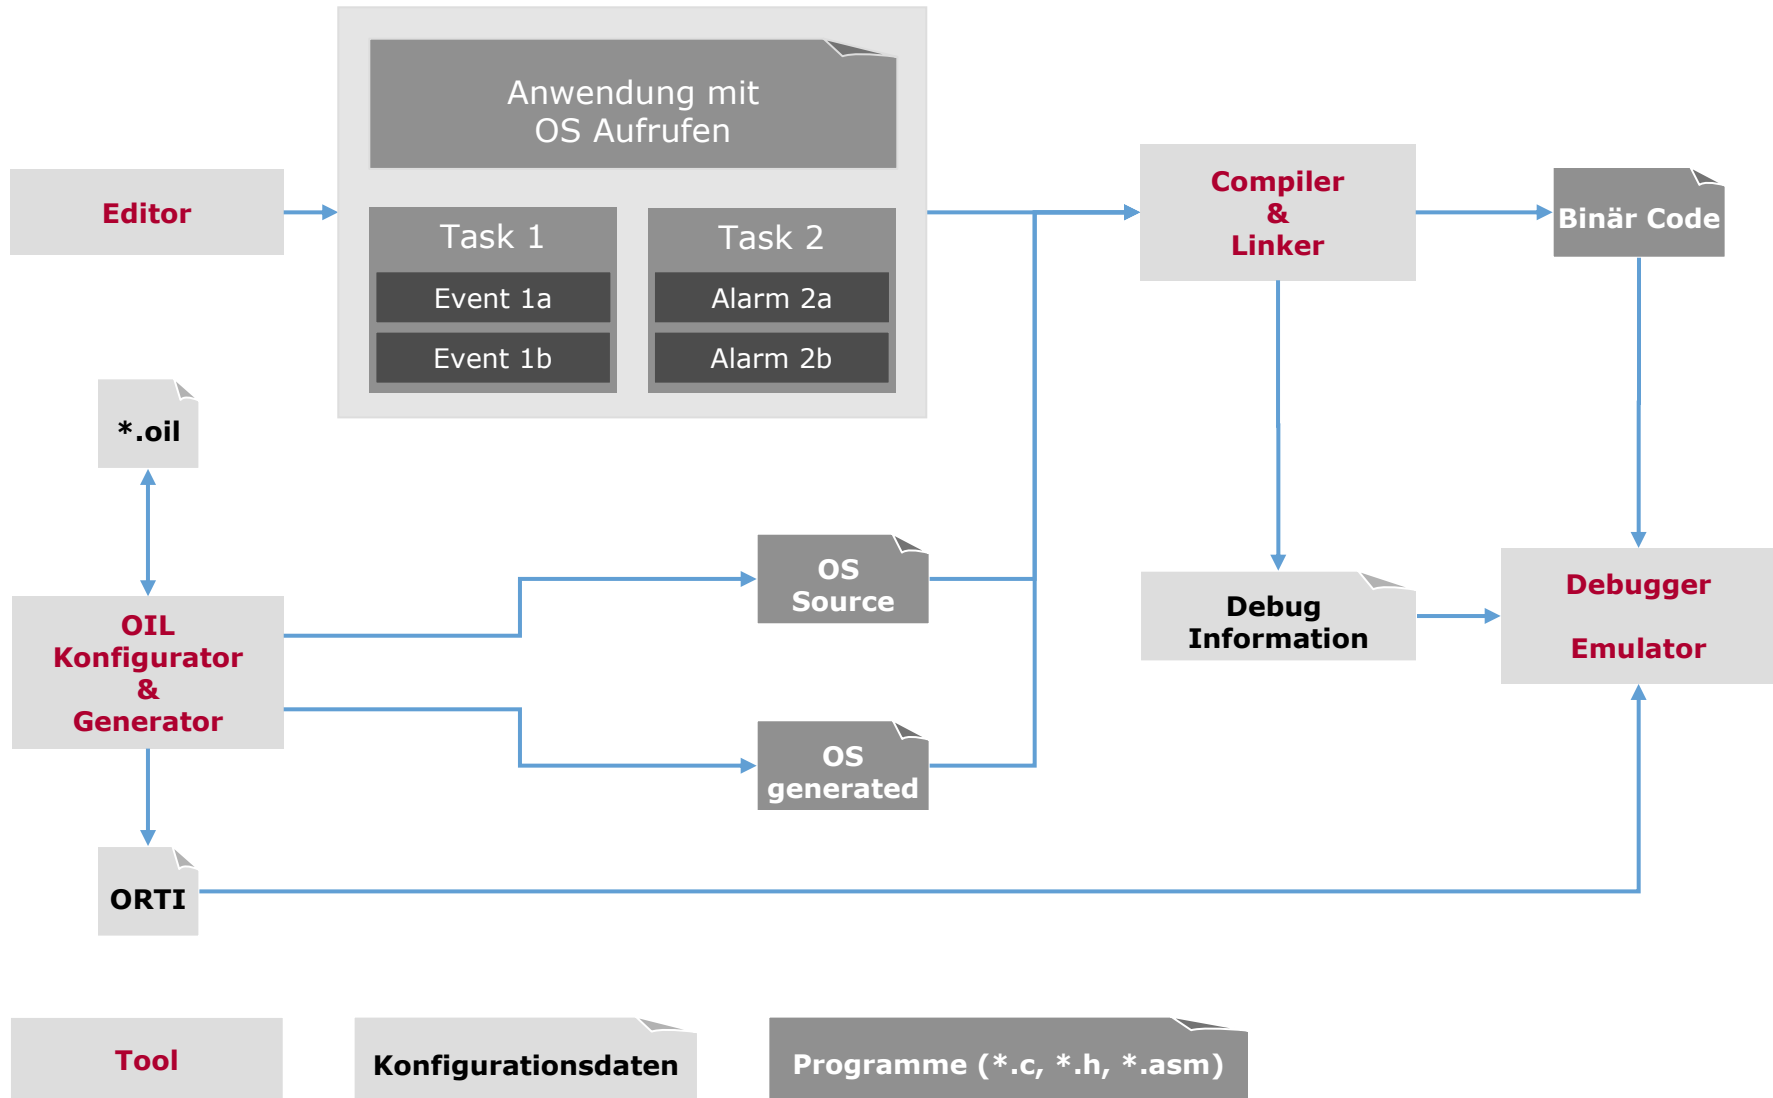 Anwendung mit
OS Aufrufen
Editor
Task 1
Event 1a
Event 1b
Task 2
Alarm 2a
Alarm 2b
Compiler
&
Linker
Binär Code
*.oil
OIL
Konfigurator
&
Generator
OS
Source
OS
generated
Debug
Information
Debugger
Emulator
ORTI
Tool
Konfigurationsdaten
Programme (*.c, *.h, *.asm)